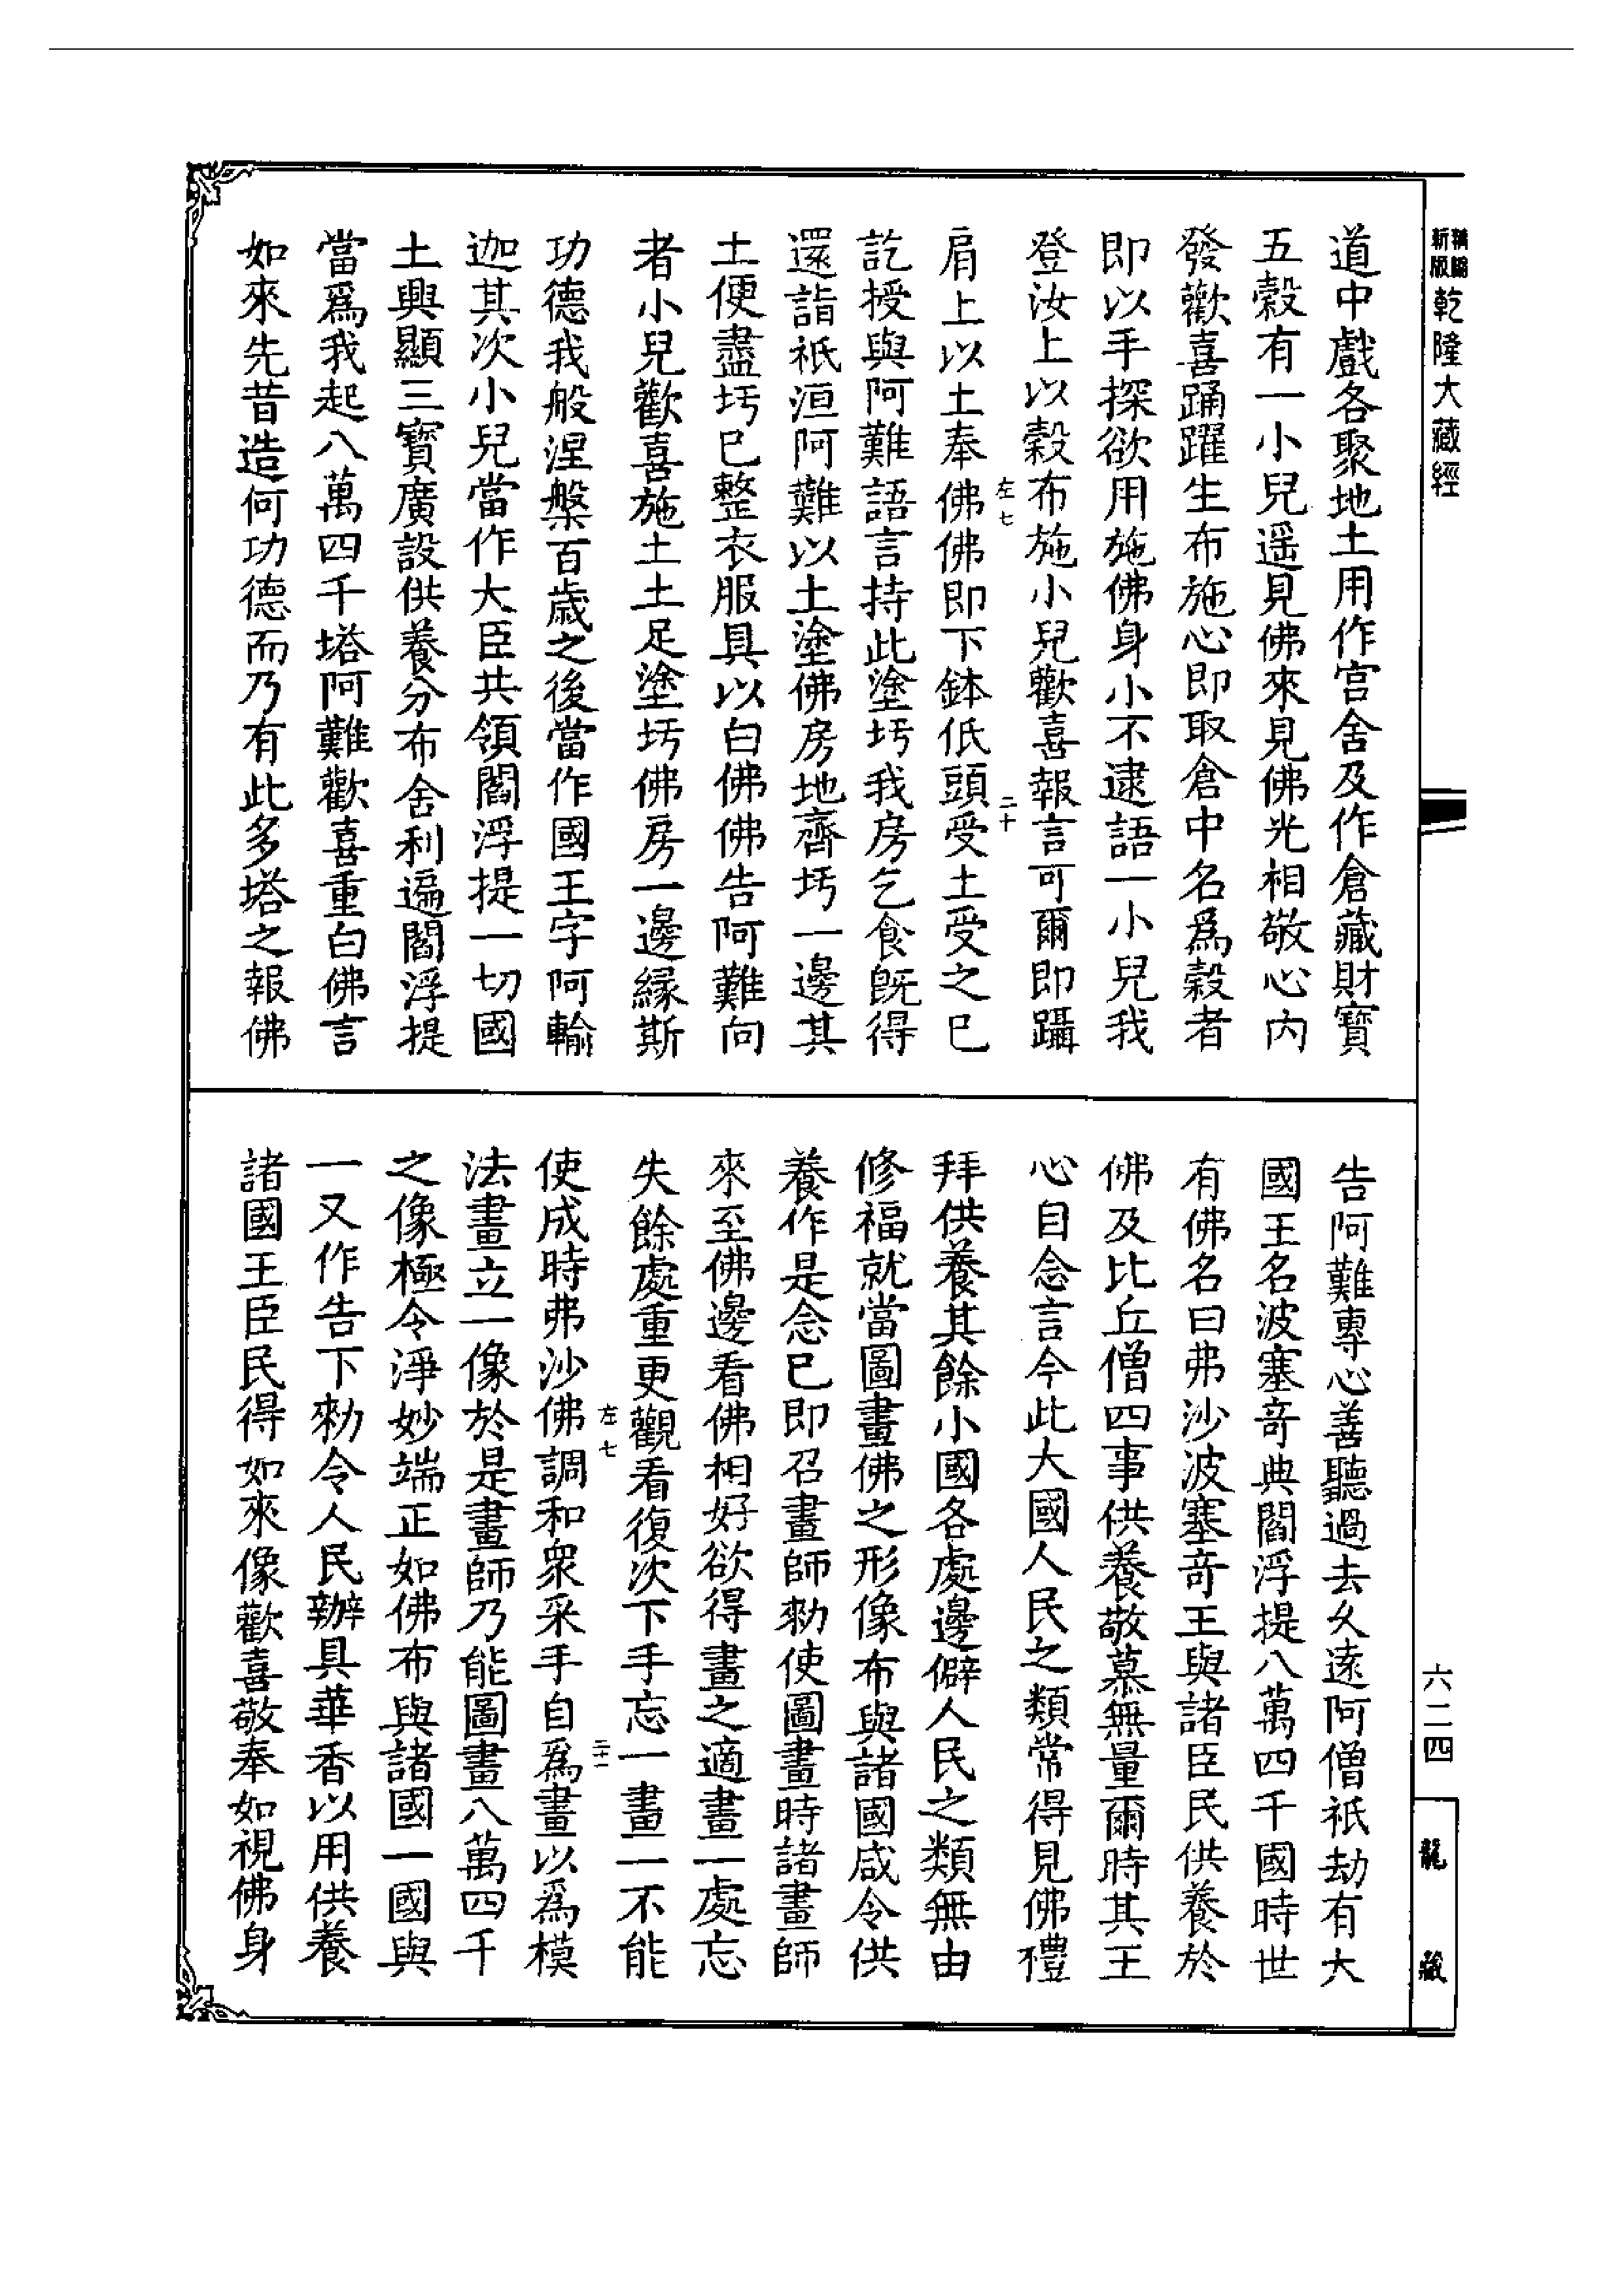 新版精編乾隆大藏經
道中戲各聚地土用作宮舍及作倉藏財寶
五穀有一小兒遥見佛來見佛光相敬心内
發歡喜踊躍生布施心即取倉中名爲穀者
即以手探欲用施佛身小不逮語一小兒我
登汝上以穀布施小兒歡喜報言可爾即躡
左七 二十
肩上以土奉佛佛即下鉢低頭受土受之已
訖授與阿難語言持此塗圬我房乞食旣得
還詣祇洹阿難以土塗佛房地齊圬一邊其
土便盡圬已整衣服具以白佛佛告阿難向
者小兒歡喜施土土足塗圬佛房一邊縁斯
功德我般涅槃百歲之後當作國王字阿輸
迦其次小兒當作大臣共領閻浮提一切國
土興顯三寶廣設供養分布舍利遍閻浮提
當爲我起八萬四千塔阿難歡喜重白佛言
如來先昔造何功德而乃有此多塔之報佛
告阿難專心善聽過去久遠阿僧祇劫有大
國王名波塞竒典閻浮提八萬四千國時世
有佛名曰弗沙波塞竒王與諸臣民供養於
佛及比丘僧四事供養敬慕無量爾時其王
心自念言今此大國人民之類常得見佛禮
拜供養其餘小國各處邊僻人民之類無由
修福就當圖畫佛之形像布與諸國咸令供
養作是念已即召畫師勑使圖畫時諸畫師
來至佛邊看佛相好欲得畫之適畫一處忘
失餘處重更觀看復次下手忘一畫一不能
左七 二十一
使成時弗沙佛調和衆采手自爲畫以爲模
法畫立一像於是畫師乃能圖畫八萬四千
之像極令淨妙端正如佛布與諸國一國與
一又作告下勑令人民辦具華香以用供養
諸國王臣民得如來像歡喜敬奉如視佛身
六二四
龍藏